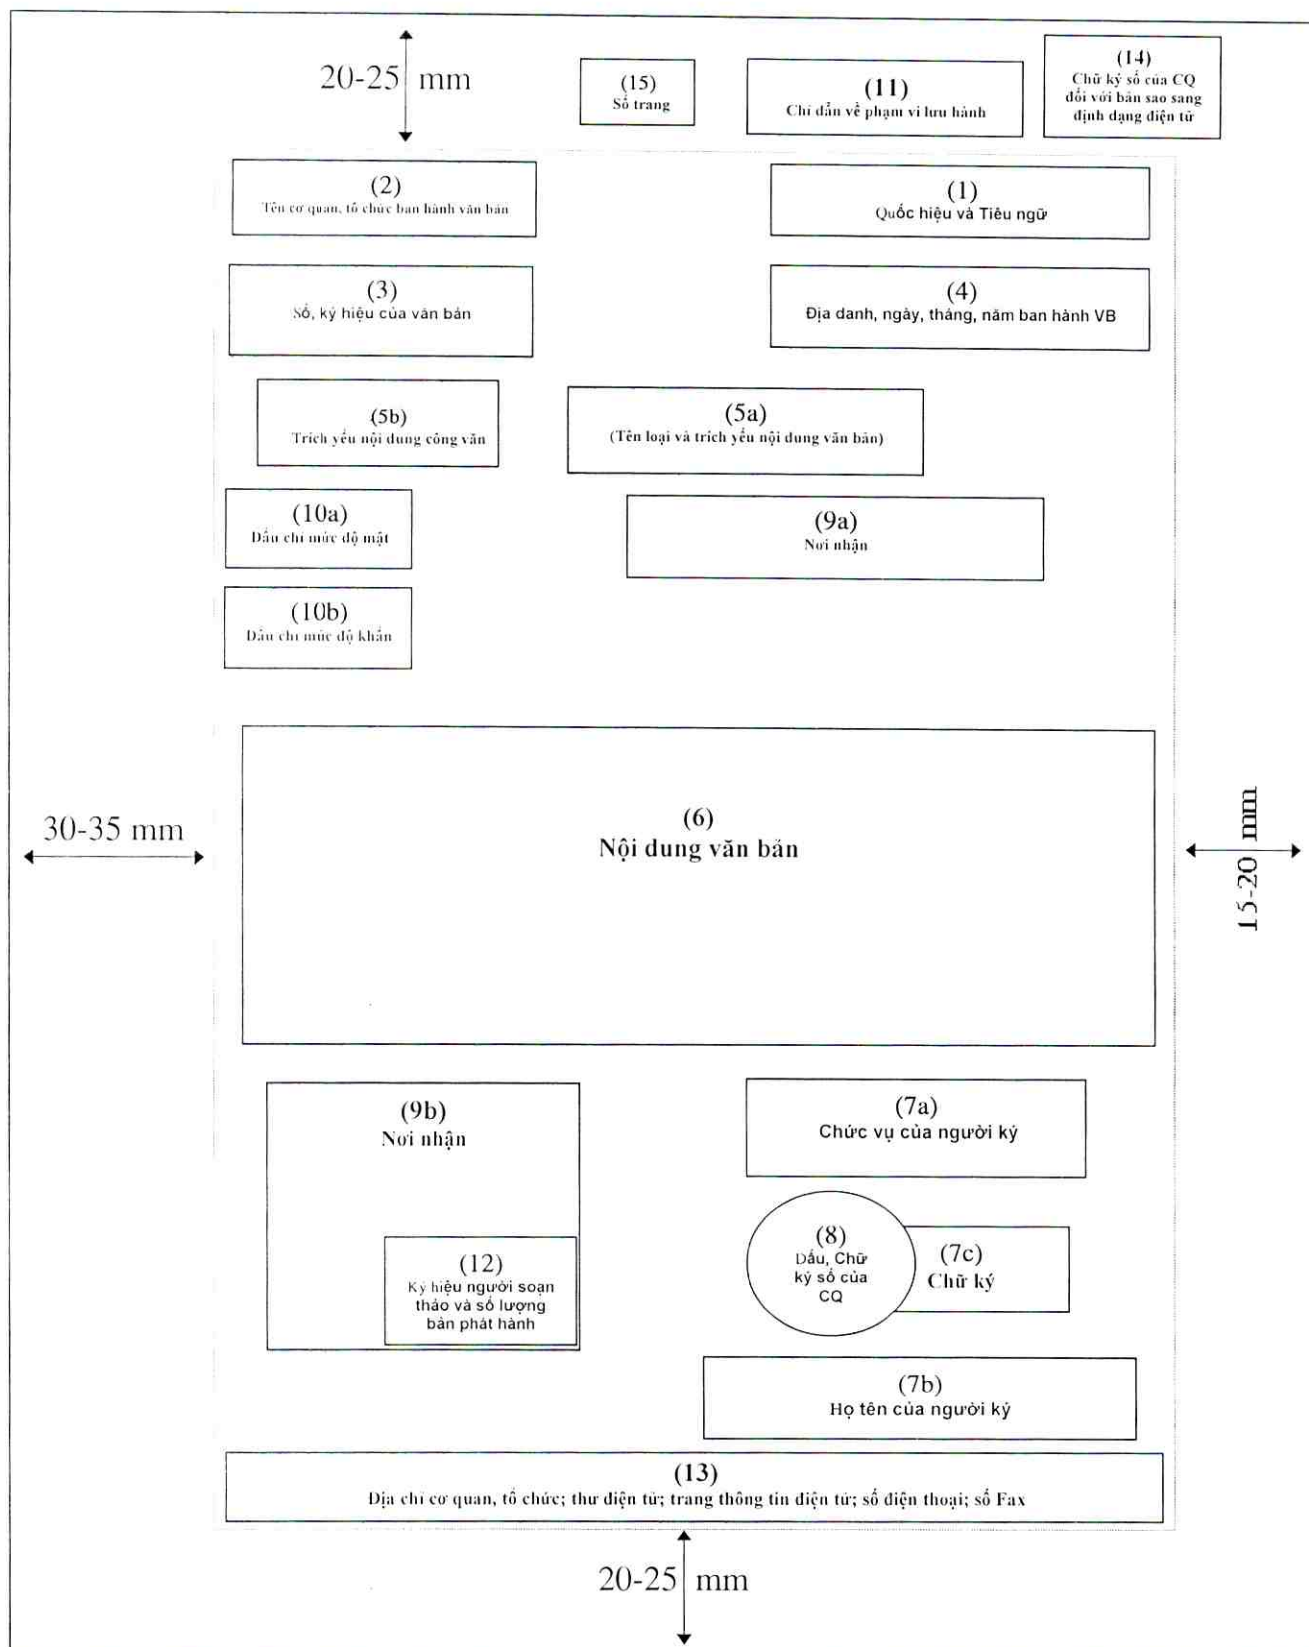 20-25 mm
(15)
Số trang
(11)
Chỉ dẫn về phạm vi lưu hành
(14)
Chữ ký số của CQ
đối với bản sao sang
định dạng điện tử
(2)
Tên cơ quan, tổ chức ban hành văn bản
(1)
Quốc hiệu và Tiêu ngữ
(3)
Số, ký hiệu của văn bản
(4)
Địa danh, ngày, tháng, năm ban hành VB
(5b)
Trích yếu nội dung công văn
(5a)
(Tên loại và trích yếu nội dung văn bản)
(10a)
Dấu chỉ mức độ mật
(9a)
Nơi nhận
(10b)
Dấu chỉ mức độ khẩn
(6)
Nội dung văn bản
30-35 mm
15-20 mm
(9b)
Nơi nhận
(7a)
Chức vụ của người ký
(12)
Ký hiệu người soạn
thảo và số lượng
bản phát hành
(8)
Dấu, Chữ
ký số của
CQ
(7c)
Chữ ký
(7b)
Họ tên của người ký
(13)
Địa chỉ cơ quan, tổ chức; thư điện tử; trang thông tin điện tử; số điện thoại; số Fax
20-25 mm